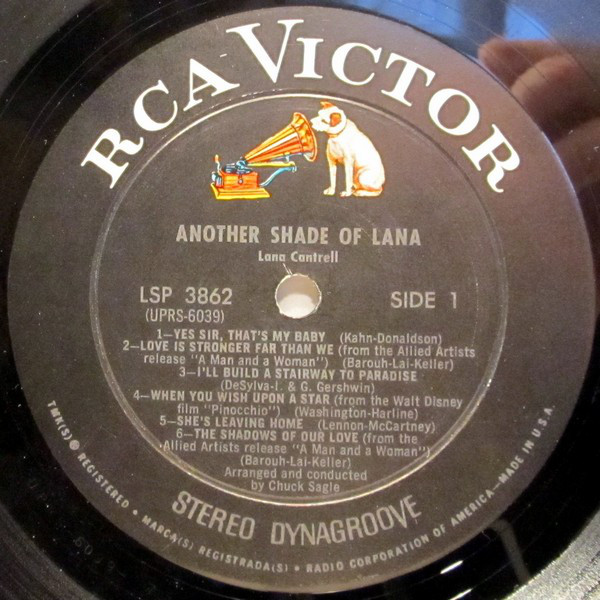 RCA VICTOR
ANOTHER SHADE OF LANA
Lana Cantrell
LSP 3862
(UPRS-6039)
SIDE 1
1—YES SIR, THAT'S MY BABY (Kahn-Donaldson)
2—LOVE IS STRONGER FAR THAN WE (from the Allied Artists
release "A Man and a Woman") (Barouh-Lai-Keller)
3—I'LL BUILD A STAIRWAY TO PARADISE
(DeSylva-I. & G. Gershwin)
4—WHEN YOU WISH UPON A STAR (from the Walt Disney
film "Pinocchio") (Washington-Harline)
5—SHE'S LEAVING HOME (Lennon-McCartney)
6—THE SHADOWS OF OUR LOVE (from the
Allied Artists release "A Man and a Woman")
(Barouh-Lai-Keller)
Arranged and conducted
by Chuck Sagle
STEREO DYNAGROOVE
TMK(S) ® REGISTERED • MARCA(S) REGISTRADA(S) • RADIO CORPORATION OF AMERICA—MADE IN U.S.A.